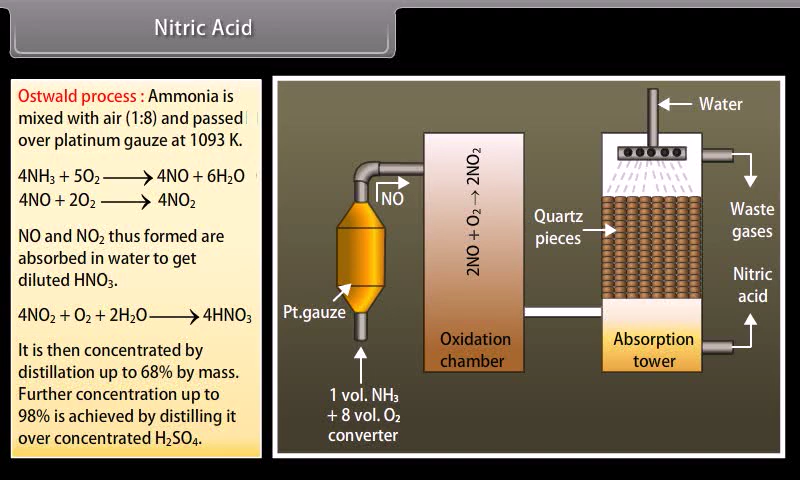 Nitric Acid
Ostwald process : Ammonia is
mixed with air (1:8) and passed
over platinum gauze at 1093 K.
4NH₃ + 5O₂ ⟶ 4NO + 6H₂O
4NO + 2O₂ ⟶ 4NO₂
NO and NO₂ thus formed are
absorbed in water to get
diluted HNO₃.
4NO₂ + O₂ + 2H₂O ⟶ 4HNO₃
It is then concentrated by
distillation up to 68% by mass.
Further concentration up to
98% is achieved by distilling it
over concentrated H₂SO₄.
NO
Pt.gauze
1 vol. NH₃
+ 8 vol. O₂
converter
2NO + O₂ → 2NO₂
Oxidation
chamber
Water
Quartz
pieces
Waste
gases
Nitric
acid
Absorption
tower